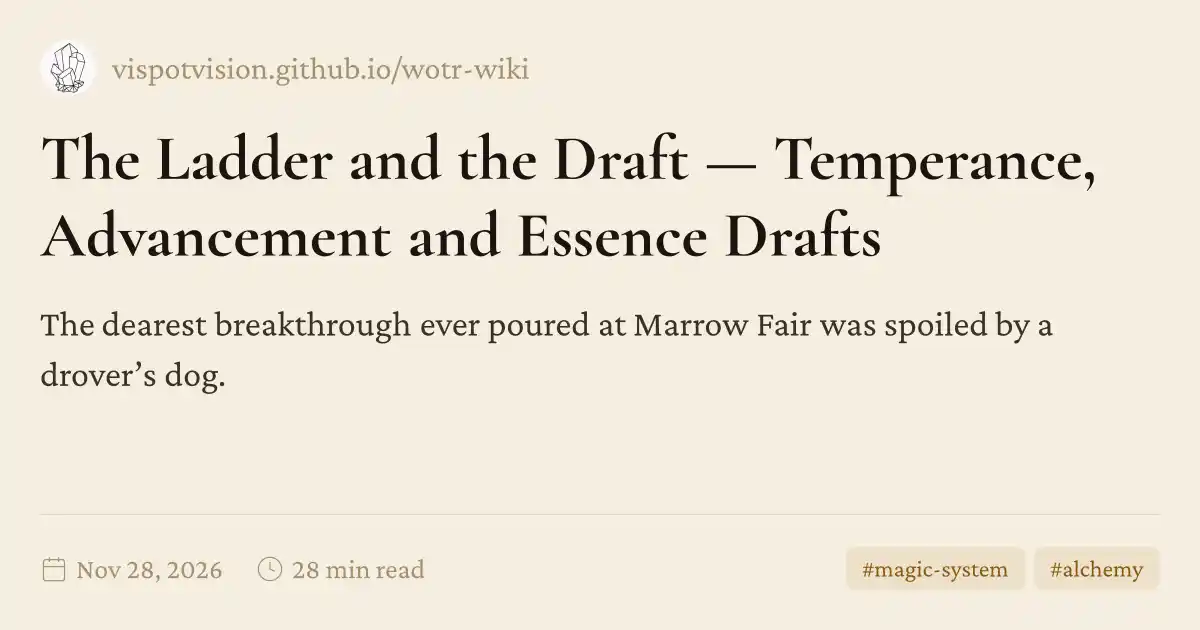 vispotvision.github.io/wotr-wiki
The Ladder and the Draft — Temperance,
Advancement and Essence Drafts
The dearest breakthrough ever poured at Marrow Fair was spoiled by a
drover’s dog.
Nov 28, 2026
28 min read
#magic-system
#alchemy